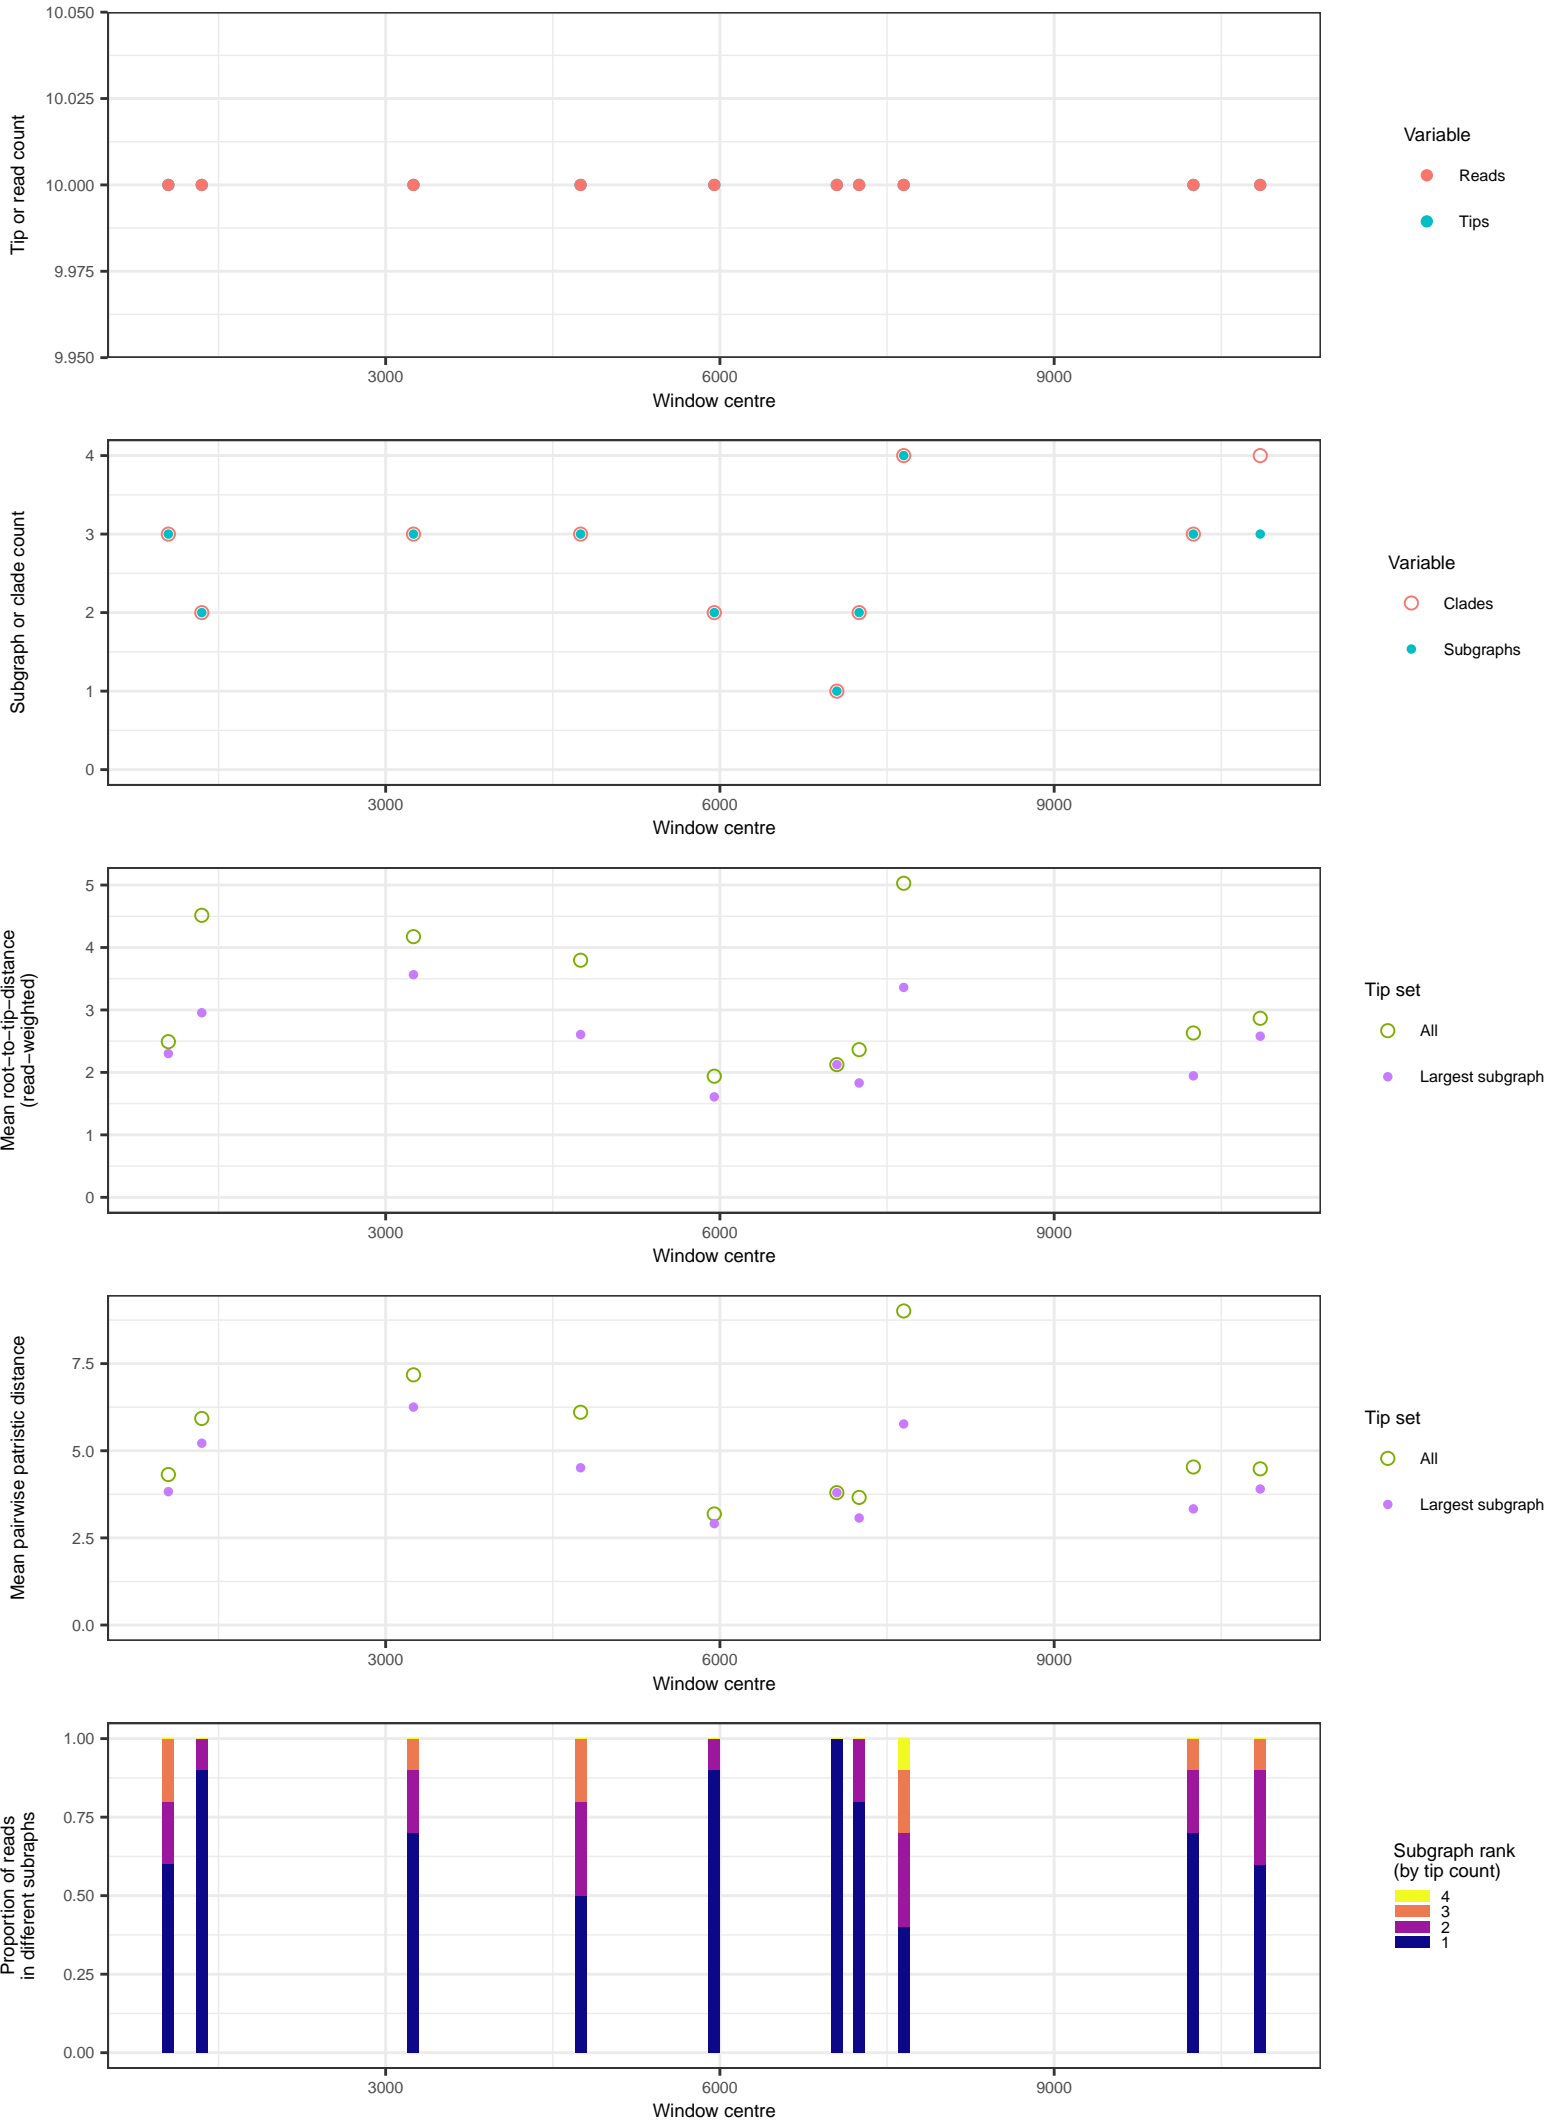 10.050
10.025
10.000
9.975
9.950
Tip or read count
3000 6000 9000
Window centre
Variable
Reads
Tips
4
3
2
1
0
Subgraph or clade count
3000 6000 9000
Window centre
Variable
Clades
Subgraphs
5
4
3
2
1
0
Mean root−to−tip−distance
(read−weighted)
3000 6000 9000
Window centre
Tip set
All
Largest subgraph
7.5
5.0
2.5
0.0
Mean pairwise patristic distance
3000 6000 9000
Window centre
Tip set
All
Largest subgraph
1.00
0.75
0.50
0.25
0.00
Proportion of reads
in different subraphs
3000 6000 9000
Window centre
Subgraph rank
(by tip count)
4
3
2
1